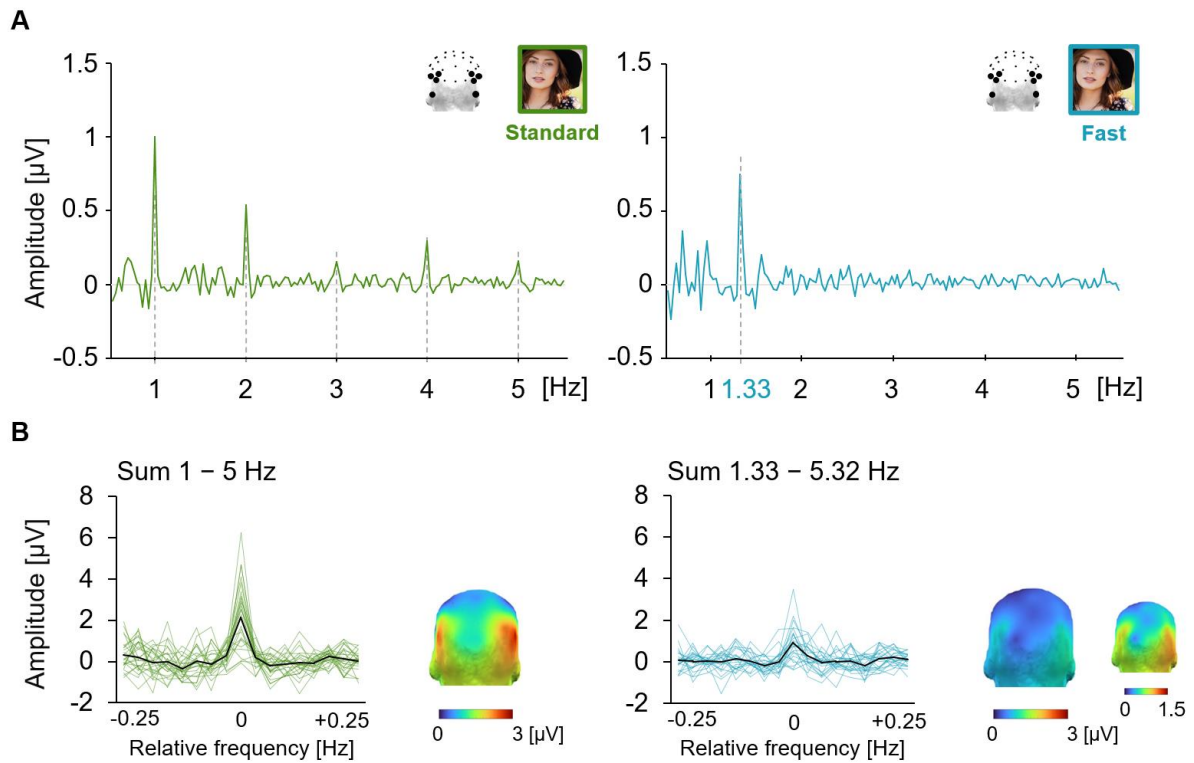 A
Amplitude [µV]
1.5
1
0.5
0
-0.5
Standard
1 2 3 4 5 [Hz]
1.5
1
0.5
0
-0.5
Fast
1 1.33 2 3 4 5 [Hz]
B
Sum 1 − 5 Hz
Amplitude [µV]
8
6
4
2
0
-2
-0.25 0 +0.25
Relative frequency [Hz]
0 3 [µV]
Sum 1.33 − 5.32 Hz
8
6
4
2
0
-2
-0.25 0 +0.25
Relative frequency [Hz]
0 3 [µV]
0 1.5